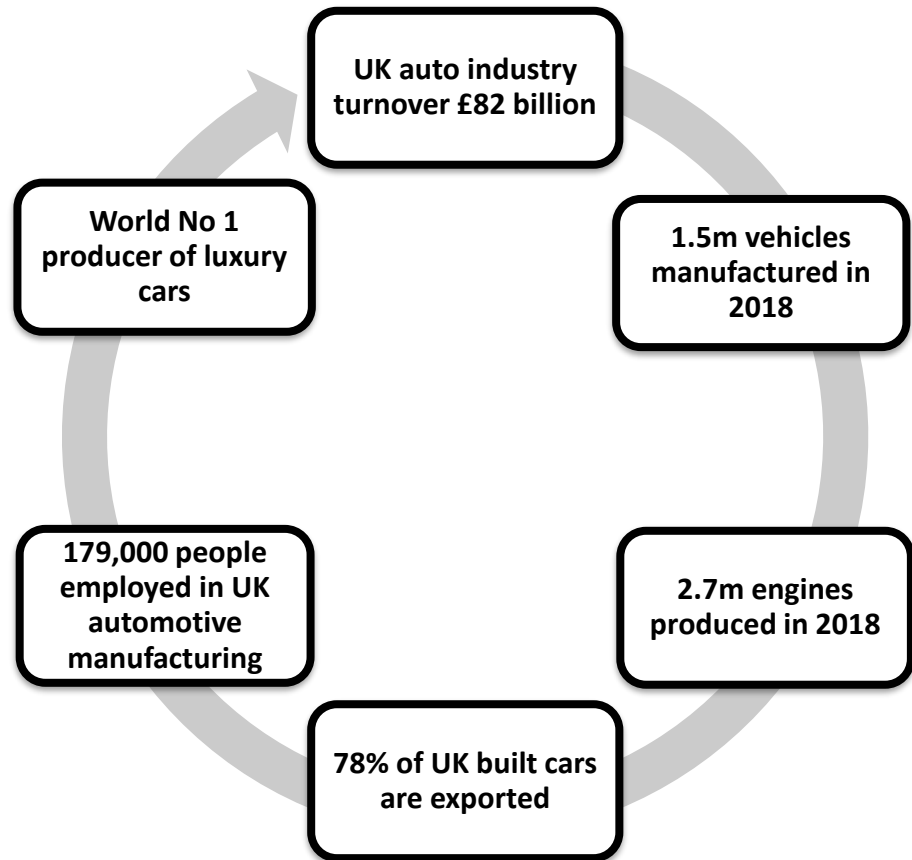 UK auto industry
turnover £82 billion
1.5m vehicles
manufactured in
2018
2.7m engines
produced in 2018
78% of UK built cars
are exported
179,000 people
employed in UK
automotive
manufacturing
World No 1
producer of luxury
cars